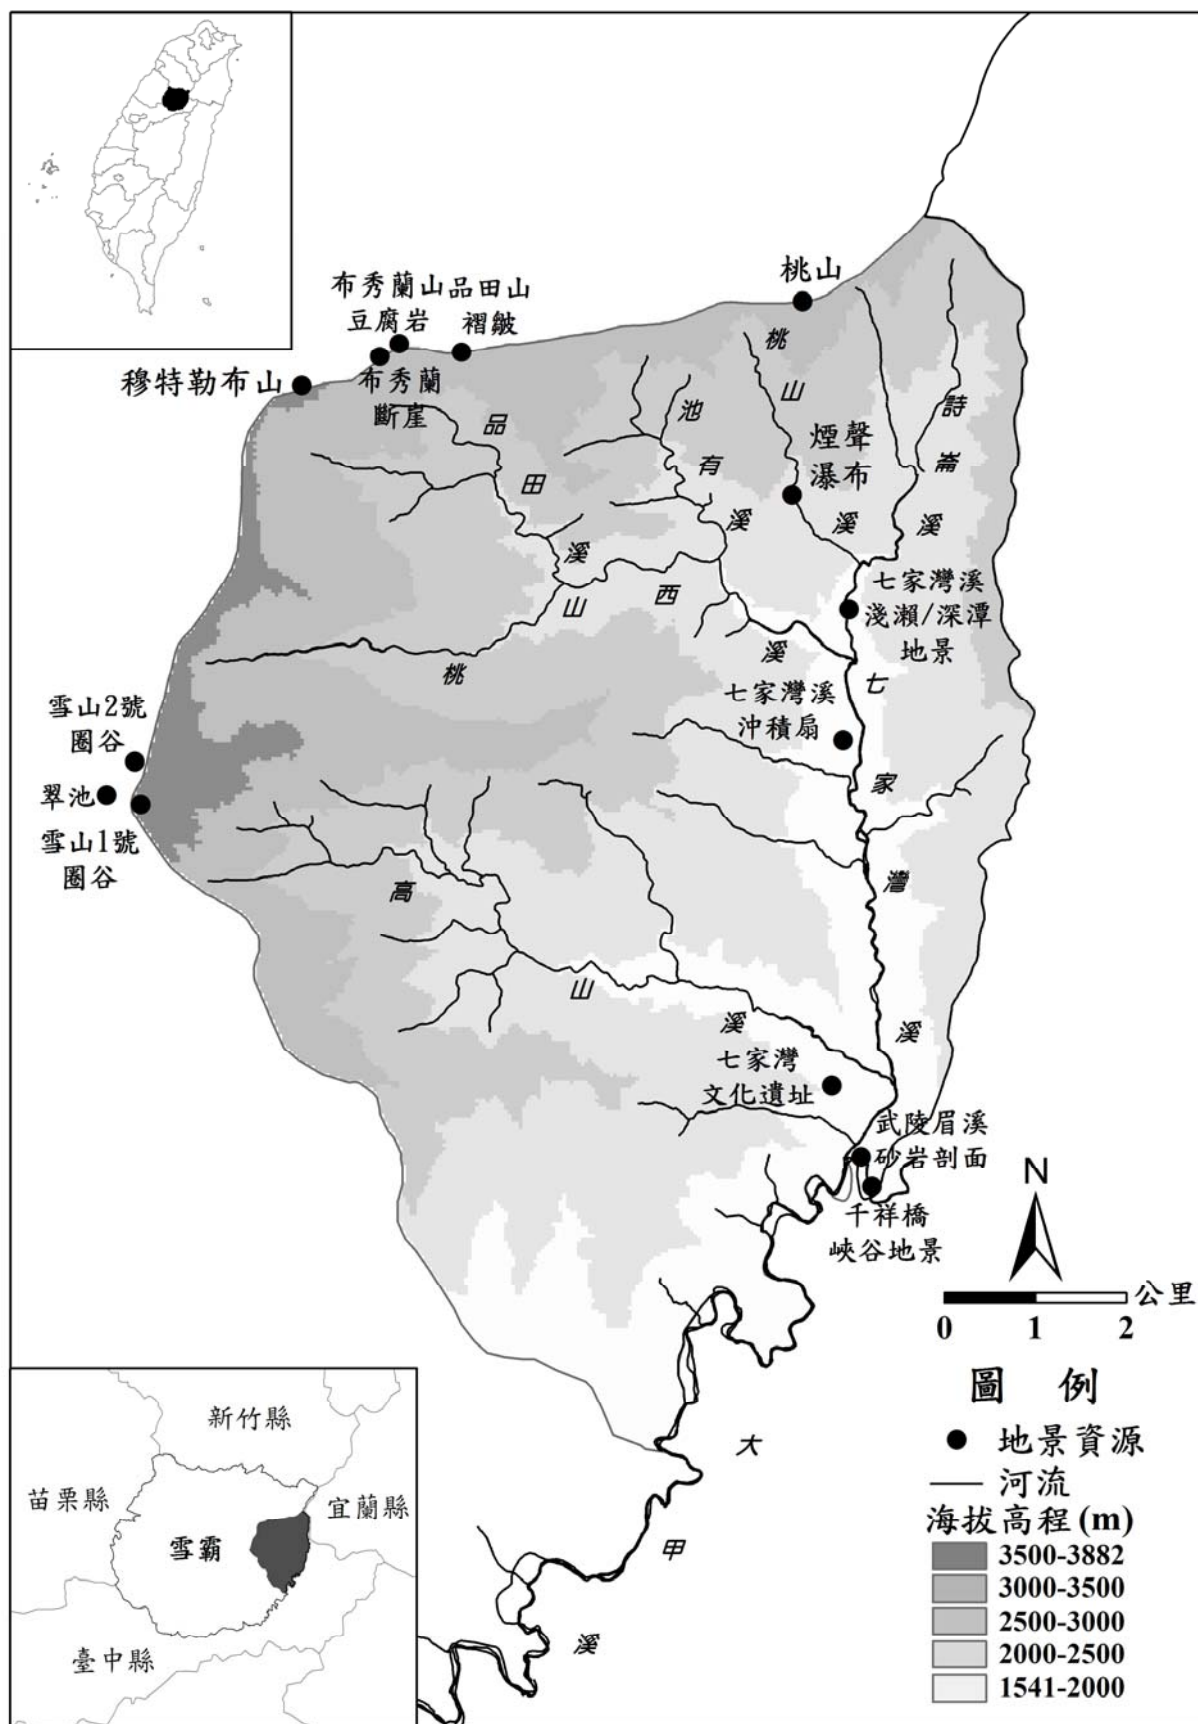 桃山
布秀蘭山
豆腐岩
品田山
褶皺
穆特勒布山
布秀蘭
斷崖
品田溪
池有溪
桃山溪
煙聲
瀑布
詩崙溪
七家灣溪
淺瀨/深潭
地景
桃山西溪
七家灣溪
沖積扇
七家灣溪
雪山2號
圈谷
翠池
雪山1號
圈谷
高山溪
七家灣
文化遺址
武陵眉溪
砂岩剖面
千祥橋
峽谷地景
大甲溪
N
公里
0 1 2
圖 例
地景資源
河流
海拔高程(m)
3500-3882
3000-3500
2500-3000
2000-2500
1541-2000
新竹縣
苗栗縣
宜蘭縣
雪霸
臺中縣